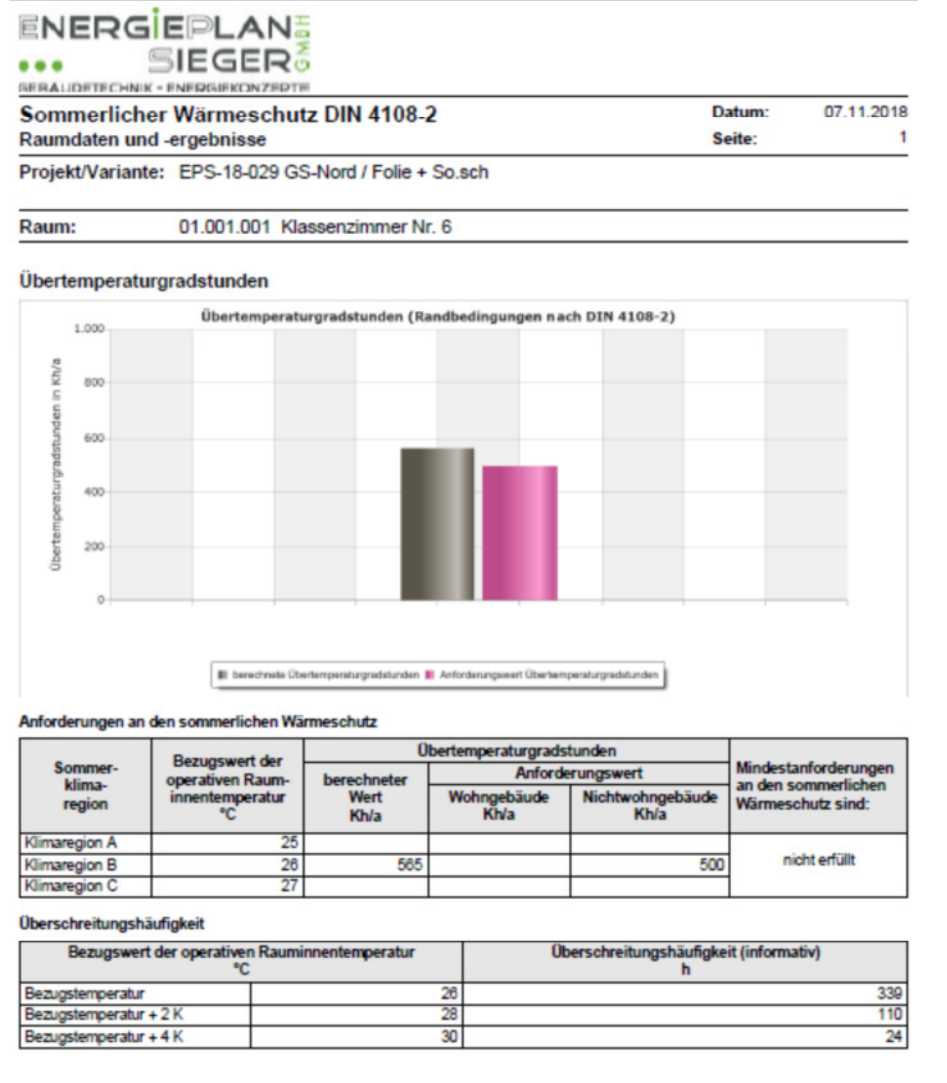 ENERGIEPLAN
SIEGER
GMBH
GEBÄUDETECHNIK - ENERGIEKONZEPTE
Sommerlicher Wärmeschutz DIN 4108-2
Datum: 07.11.2018
Raumdaten und -ergebnisse
Seite: 1
Projekt/Variante: EPS-18-029 GS-Nord / Folie + So.sch
Raum: 01.001.001 Klassenzimmer Nr. 6
Übertemperaturgradstunden
Übertemperaturgradstunden (Randbedingungen nach DIN 4108-2)
Übertemperaturgradstunden in Kh/a
1.000
800
600
400
200
0
berechnete Übertemperaturgradstunden Anforderungswert Übertemperaturgradstunden
Anforderungen an den sommerlichen Wärmeschutz
Sommer-
klima-
region
Bezugswert der
operativen Raum-
innentemperatur
°C
Übertemperaturgradstunden
berechneter
Wert
Kh/a
Anforderungswert
Wohngebäude
Kh/a
Nichtwohngebäude
Kh/a
Mindestanforderungen
an den sommerlichen
Wärmeschutz sind:
Klimaregion A 25
Klimaregion B 26 565 500
Klimaregion C 27
nicht erfüllt
Überschreitungshäufigkeit
Bezugswert der operativen Rauminnentemperatur
°C
Überschreitungshäufigkeit (informativ)
h
Bezugstemperatur 26 339
Bezugstemperatur + 2 K 28 110
Bezugstemperatur + 4 K 30 24